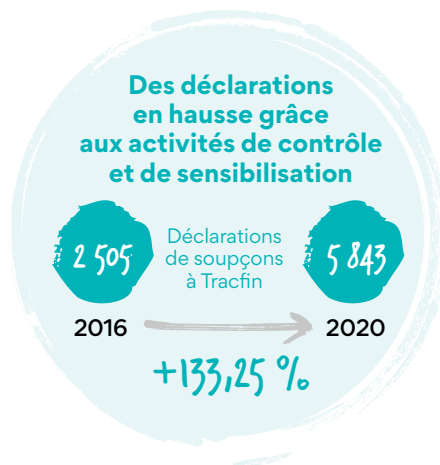 Des déclarations
en hausse grâce
aux activités de contrôle
et de sensibilisation
2 505
Déclarations
de soupçons
à Tracfin
5 843
2016
2020
+133,25 %